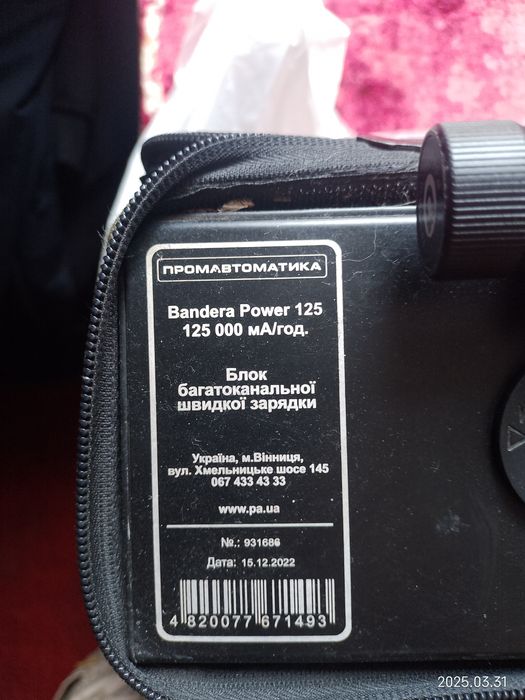 ПРОМАВТОМАТИКА
Bandera Power 125
125 000 мА/год.
Блок
багатоканальної
швидкої зарядки
Україна, м.Вінниця,
вул. Хмельницьке шосе 145
067 433 43 33
www.pa.ua
№.: 931686
Дата: 15.12.2022
4 820077 671493
2025.03.31